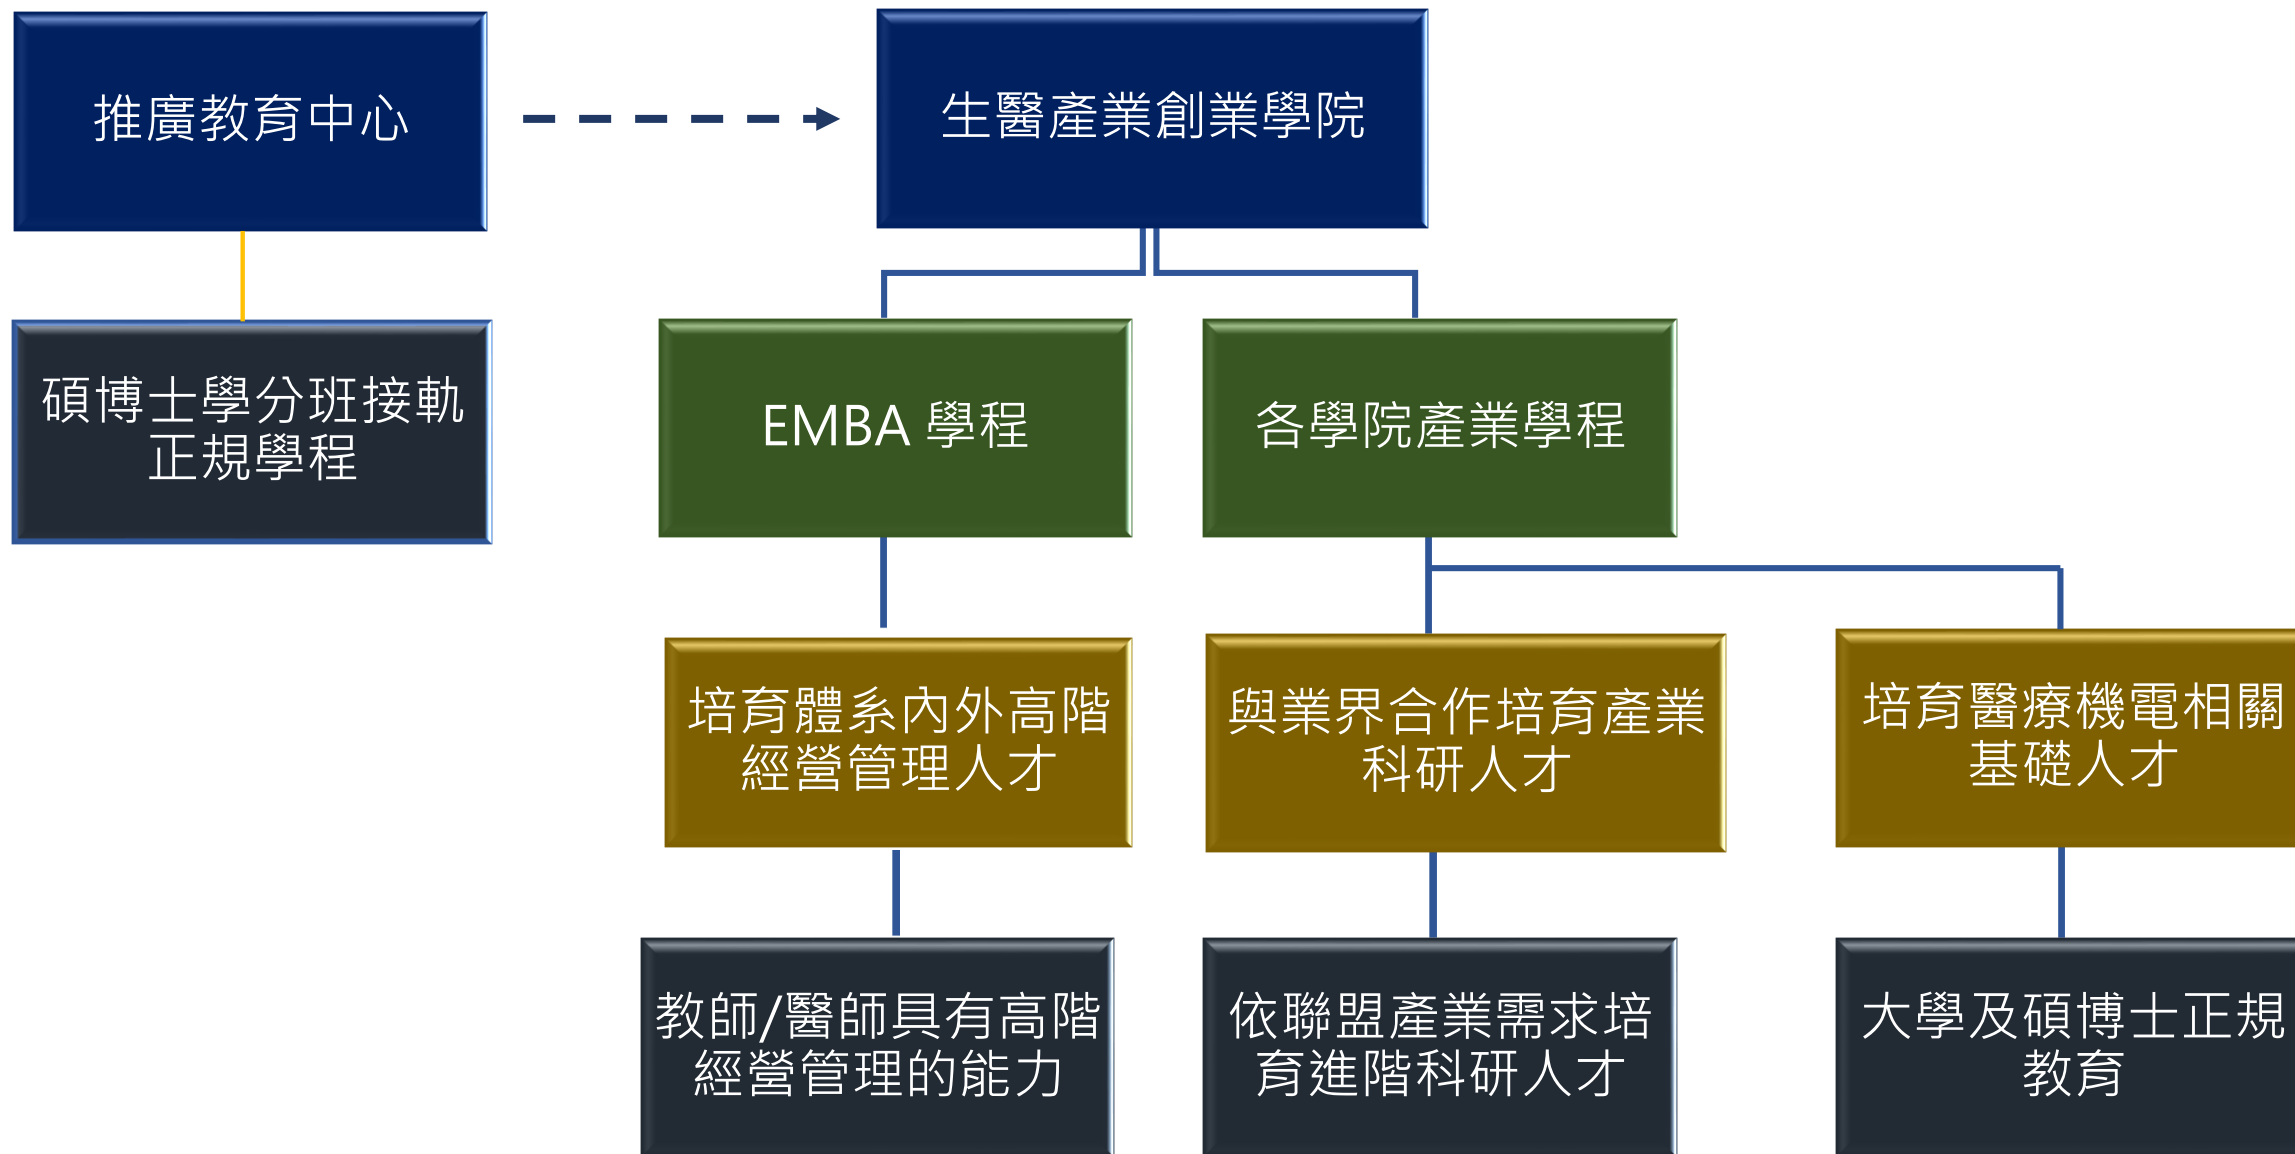 推廣教育中心
生醫產業創業學院
碩博士學分班接軌
正規學程
EMBA 學程
各學院產業學程
培育體系內外高階
經營管理人才
與業界合作培育產業
科研人才
培育醫療機電相關
基礎人才
教師/醫師具有高階
經營管理的能力
依聯盟產業需求培
育進階科研人才
大學及碩博士正規
教育